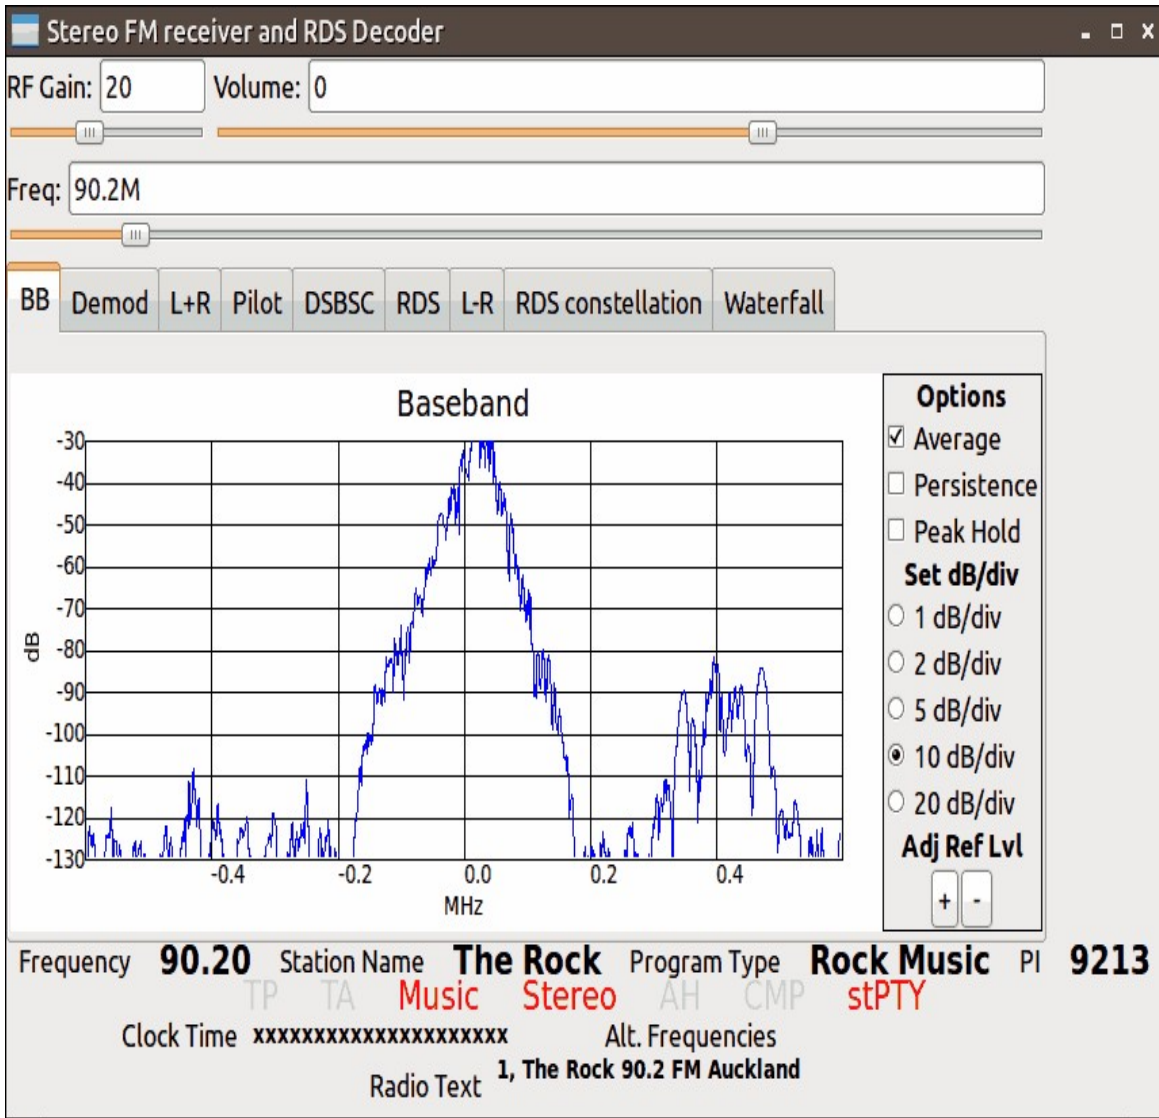 Stereo FM receiver and RDS Decoder
RF Gain: 20 Volume: 0
Freq: 90.2M
BB Demod L+R Pilot DSBSC RDS L-R RDS constellation Waterfall
Baseband
-30
-40
-50
-60
-70
-80
-90
-100
-110
-120
-130
dB
-0.4 -0.2 0.0 0.2 0.4
MHz
Options
Average
Persistence
Peak Hold
Set dB/div
1 dB/div
2 dB/div
5 dB/div
10 dB/div
20 dB/div
Adj Ref Lvl
+ -
Frequency 90.20 Station Name The Rock Program Type Rock Music PI 9213
TP TA Music Stereo AH CMP stPTY
Clock Time xxxxxxxxxxxxxxxxxxxxx Alt. Frequencies
Radio Text 1, The Rock 90.2 FM Auckland